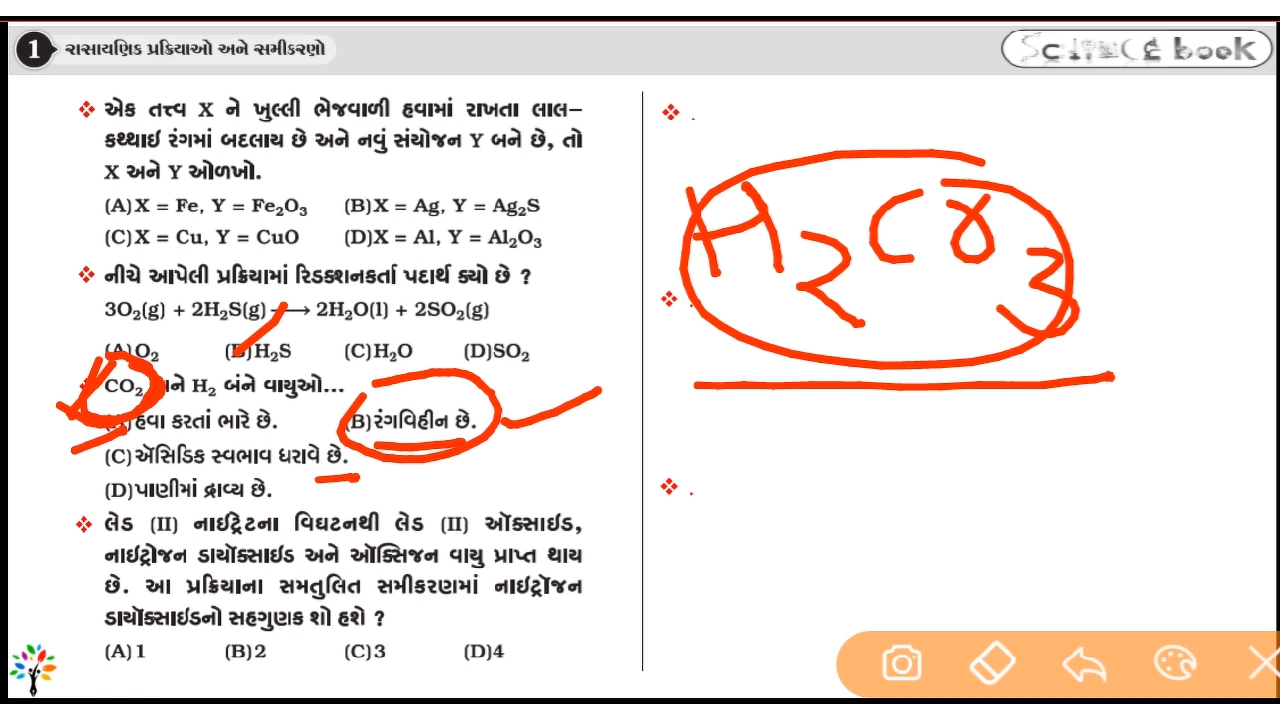 1 રાસાયણિક પ્રક્રિયાઓ અને સમીકરણો
SCIENCE book
❖ એક તત્ત્વ X ને ખુલ્લી ભેજવાળી હવામાં રાખતા લાલ–
કથ્થાઈ રંગમાં બદલાય છે અને નવું સંયોજન Y બને છે, તો
X અને Y ઓળખો.
(A) X = Fe, Y = Fe₂O₃ (B) X = Ag, Y = Ag₂S
(C) X = Cu, Y = CuO (D) X = Al, Y = Al₂O₃
❖ નીચે આપેલી પ્રક્રિયામાં રિડક્શનકર્તા પદાર્થ ક્યો છે ?
3O₂(g) + 2H₂S(g) ⟶ 2H₂O(l) + 2SO₂(g)
(A) O₂ (B) H₂S (C) H₂O (D) SO₂
CO₂ અને H₂ બંને વાયુઓ...
(A) હવા કરતાં ભારે છે. (B) રંગવિહીન છે.
(C) ઍસિડિક સ્વભાવ ધરાવે છે.
(D) પાણીમાં દ્રાવ્ય છે.
❖ લેડ (II) નાઈટ્રેટના વિઘટનથી લેડ (II) ઑક્સાઇડ,
નાઈટ્રોજન ડાયૉક્સાઇડ અને ઑક્સિજન વાયુ પ્રાપ્ત થાય
છે. આ પ્રક્રિયાના સમતુલિત સમીકરણમાં નાઈટ્રૉજન
ડાયૉક્સાઇડનો સહગુણક શો હશે ?
(A) 1 (B) 2 (C) 3 (D) 4
❖ .
H₂CO₃
❖ .
❖ .